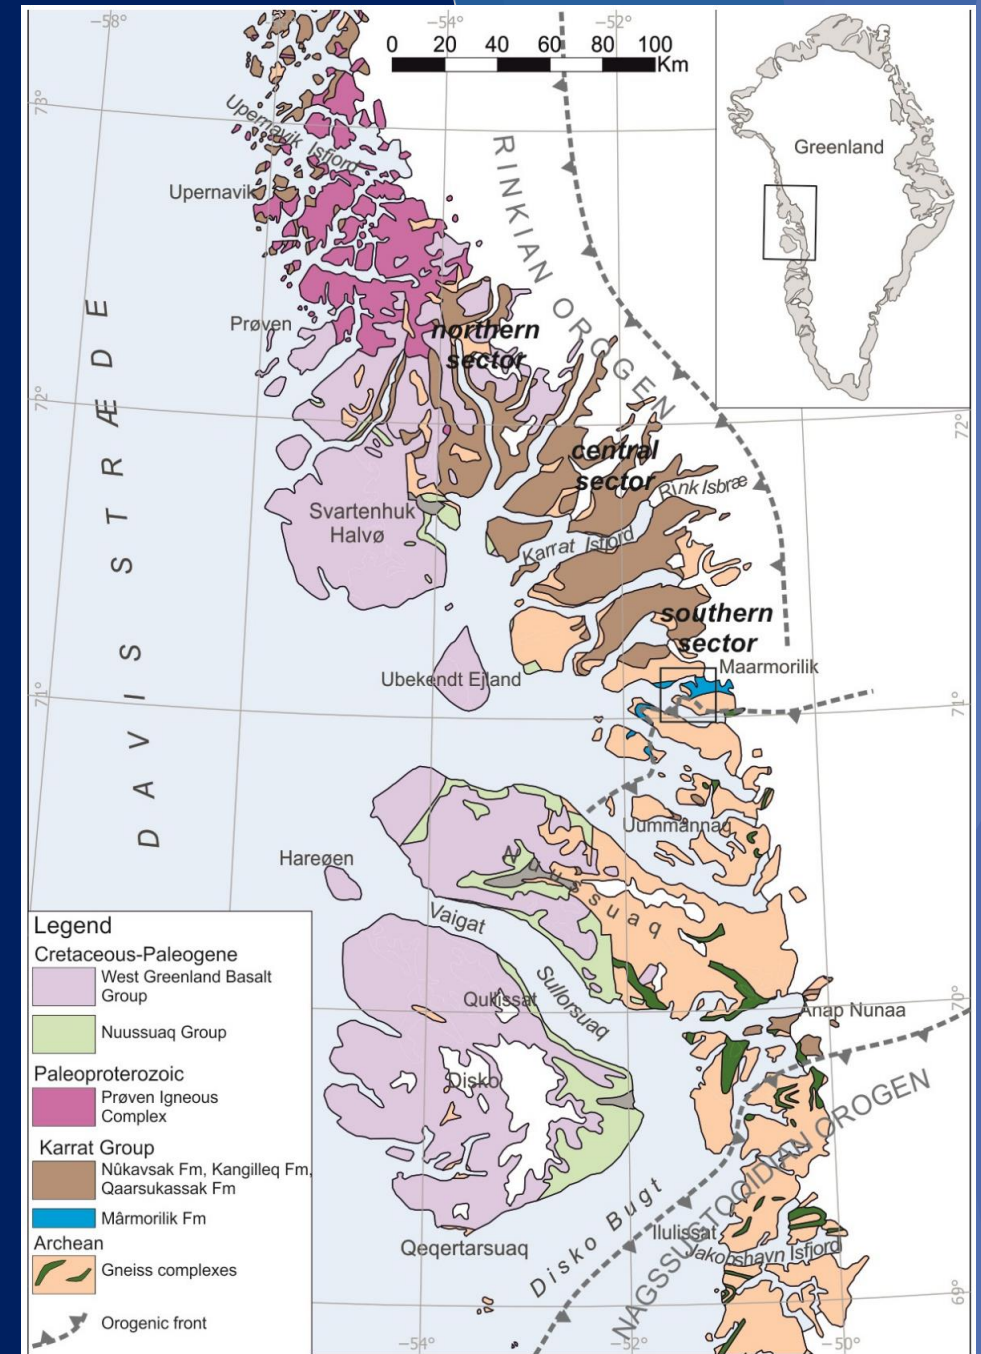 -58°
-56°
-54°
-52°
0 20 40 60 80 100
Km
73°
Upernavik Isfjord
Upernavik
RINKIAN OROGEN
Greenland
Prøven
northern
sector
72°
72°
central
sector
Rink Isbræ
Svartenhuk
Halvø
Karrat Isfjord
southern
sector
Maarmorilik
Ubekendt Ejland
71°
71°
DAVIS STRÆDE
Uummannaq
Hareøen
Nuussuaq
Vaigat
Sullorsuaq
Qullissat
70°
Anap Nunaa
Disko
NAGSSUGTOQIDIAN OROGEN
Disko Bugt
Ilulissat
Jakobshavn Isfjord
Qeqertarsuaq
69°
-54°
-52°
-50°
Legend
Cretaceous-Paleogene
West Greenland Basalt
Group
Nuussuaq Group
Paleoproterozoic
Prøven Igneous
Complex
Karrat Group
Nûkavsak Fm, Kangilleq Fm,
Qaarsukassak Fm
Mârmorilik Fm
Archean
Gneiss complexes
Orogenic front